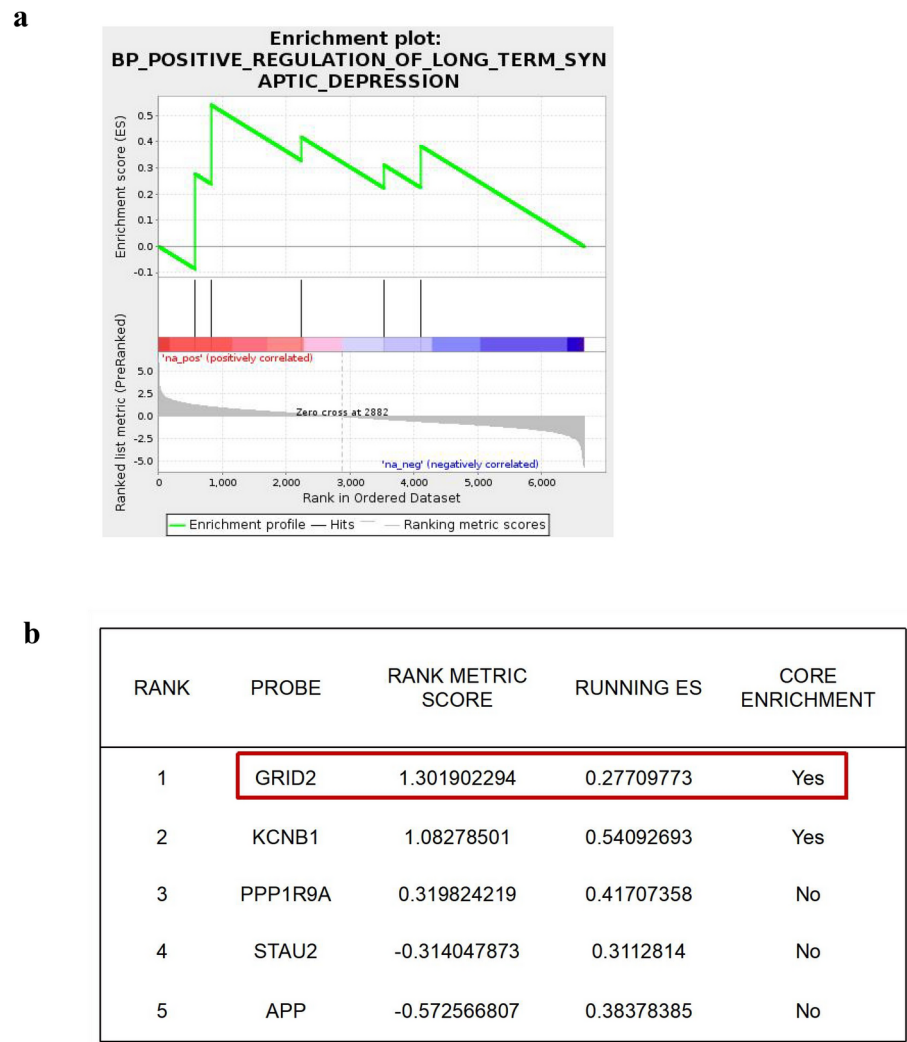 a
Enrichment plot:
BP_POSITIVE_REGULATION_OF_LONG_TERM_SYN
APTIC_DEPRESSION
Enrichment score (ES)
0.5
0.4
0.3
0.2
0.1
0.0
-0.1
Ranked list metric (PreRanked)
'na_pos' (positively correlated)
5.0
2.5
0.0
-2.5
-5.0
Zero cross at 2882
'na_neg' (negatively correlated)
0 1,000 2,000 3,000 4,000 5,000 6,000
Rank in Ordered Dataset
Enrichment profile Hits Ranking metric scores
b
RANK PROBE RANK METRIC SCORE RUNNING ES CORE ENRICHMENT
1 GRID2 1.301902294 0.27709773 Yes
2 KCNB1 1.08278501 0.54092693 Yes
3 PPP1R9A 0.319824219 0.41707358 No
4 STAU2 -0.314047873 0.3112814 No
5 APP -0.572566807 0.38378385 No